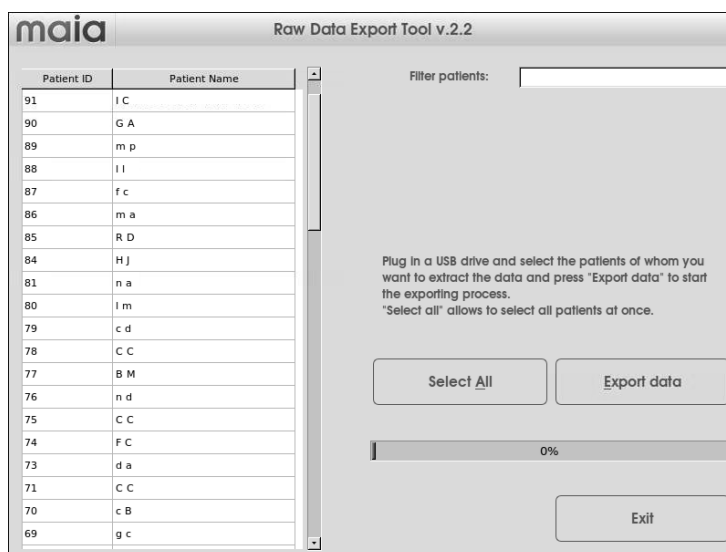 maia
Raw Data Export Tool v.2.2
Patient ID Patient Name
91 I C
90 G A
89 m p
88 l l
87 f c
86 m a
85 R D
84 H J
81 n a
80 l m
79 c d
78 C C
77 B M
76 n d
75 C C
74 F C
73 d a
71 C C
70 c B
69 g c
Filter patients:
Plug in a USB drive and select the patients of whom you
want to extract the data and press "Export data" to start
the exporting process.
"Select all" allows to select all patients at once.
Select All Export data
0%
Exit